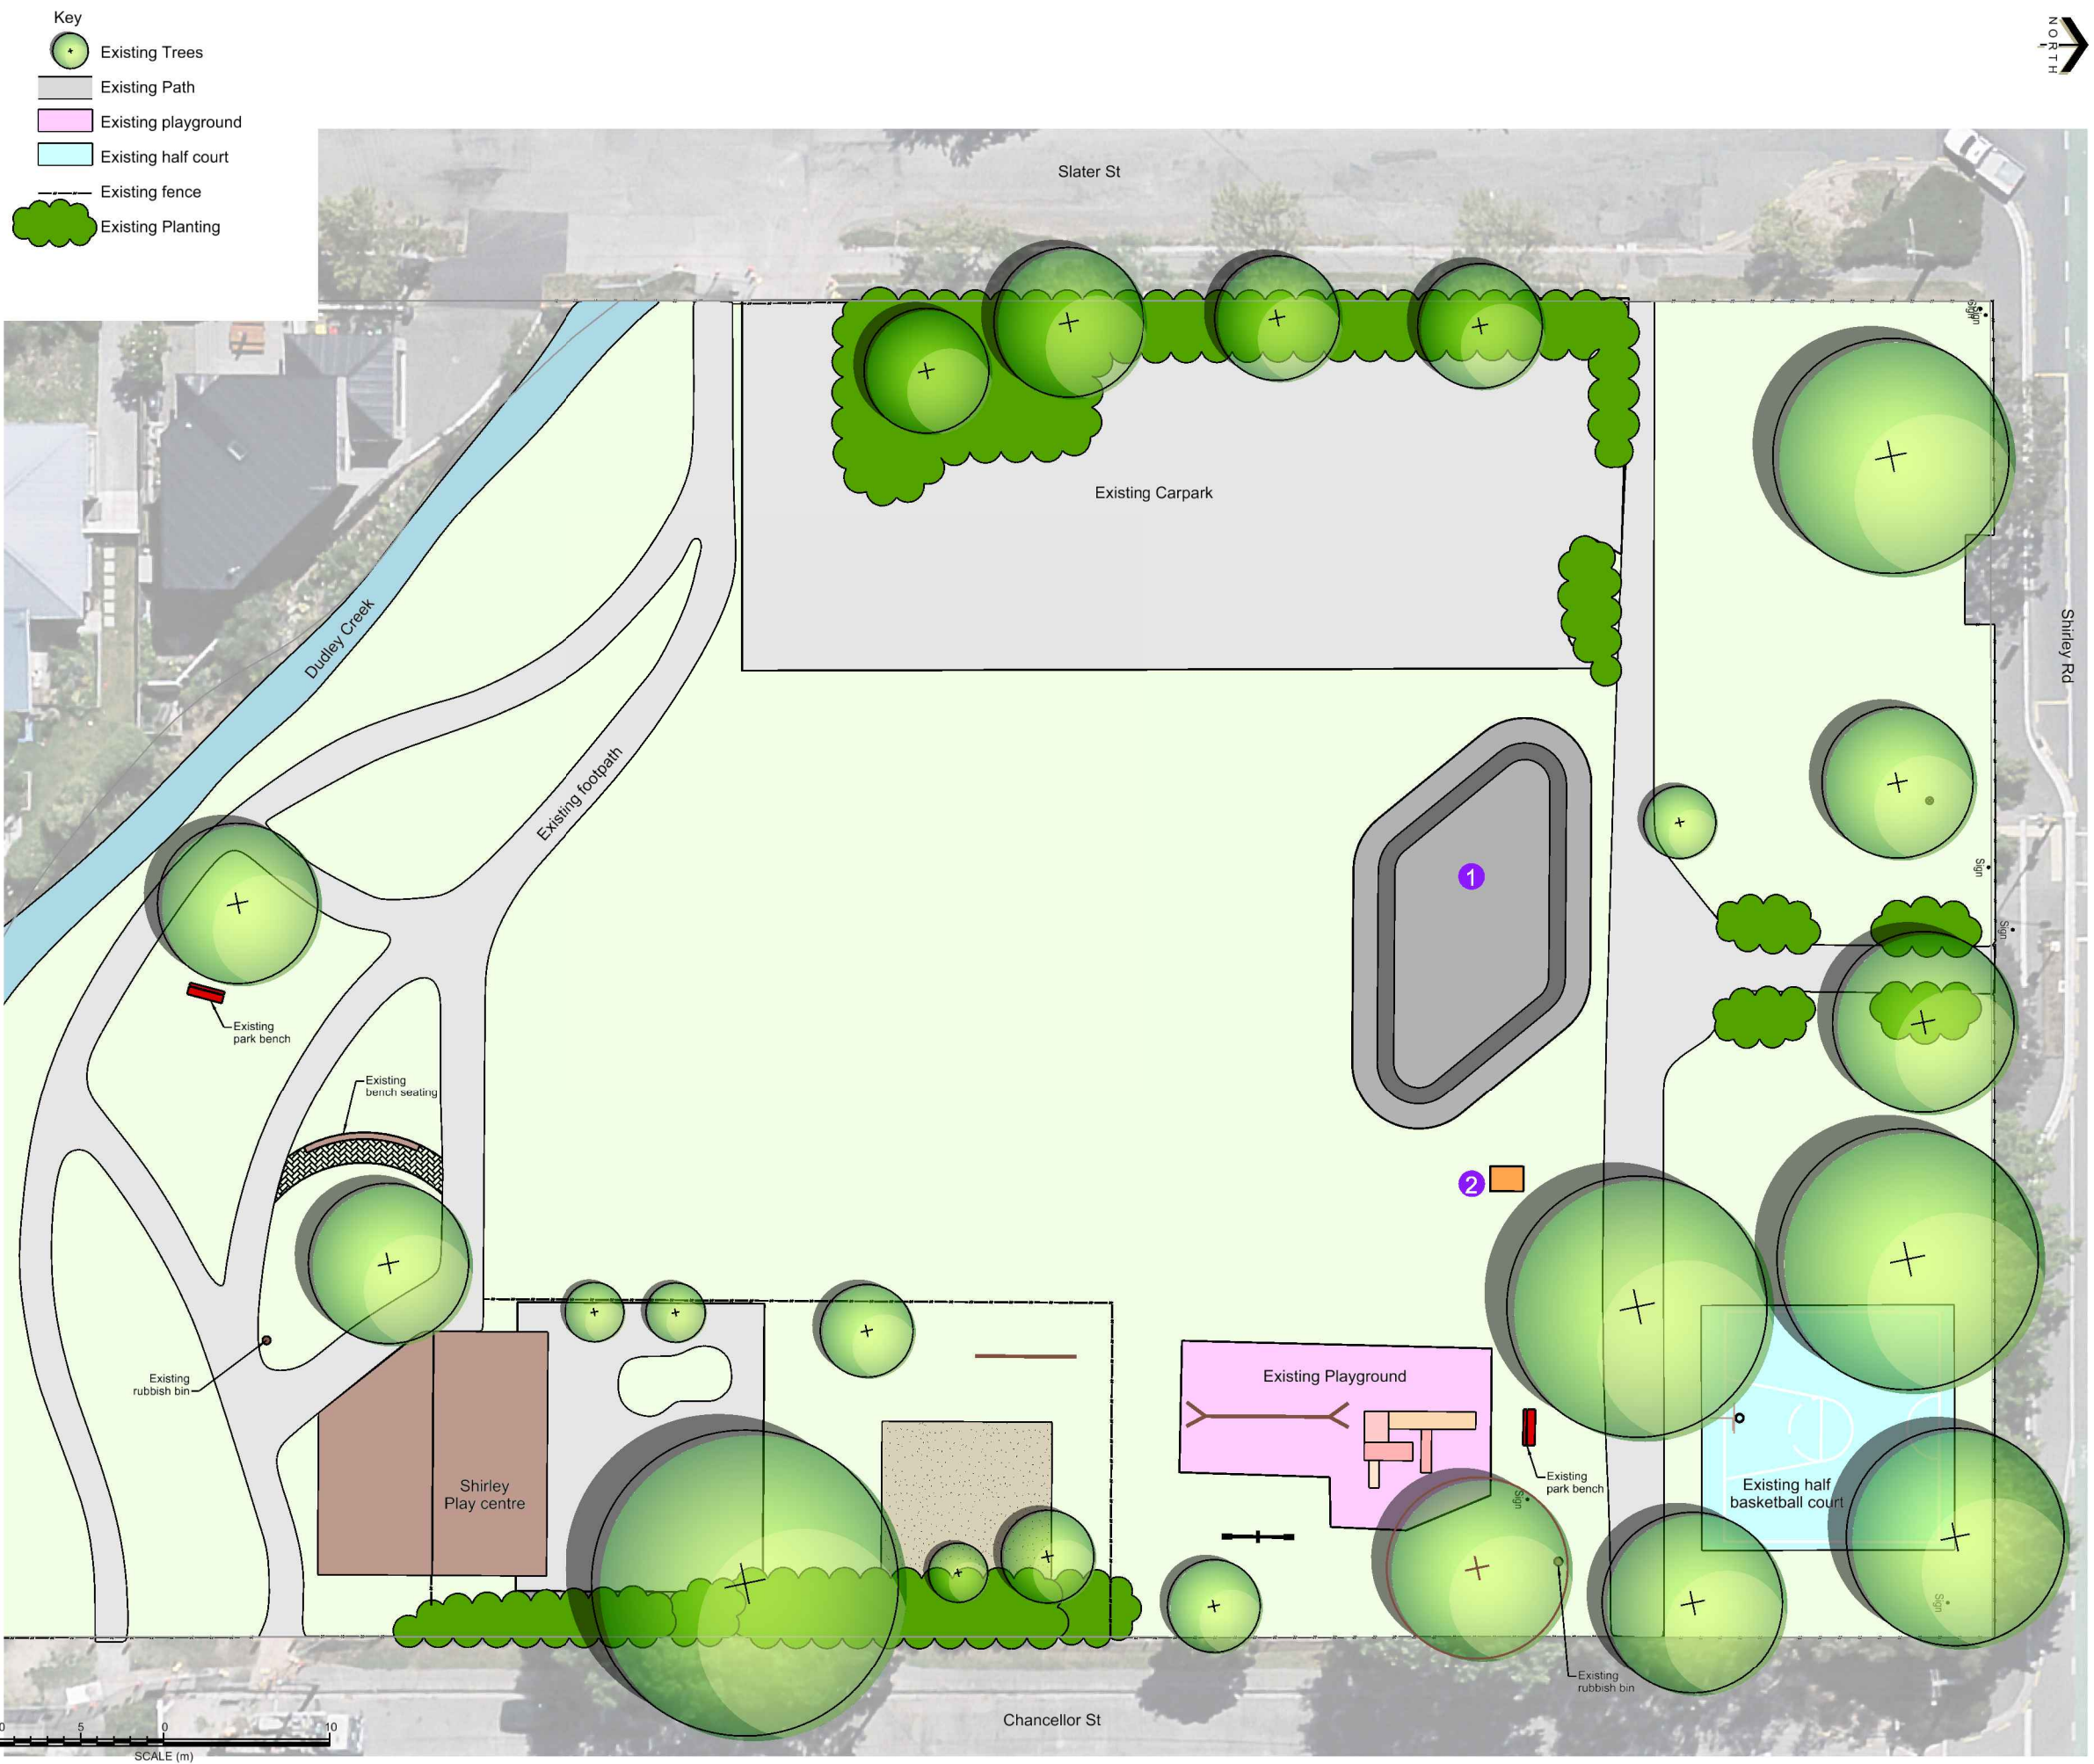 Key
Existing Trees
Existing Path
Existing playground
Existing half court
Existing fence
Existing Planting
NORTH
Slater St
Sign
Sign
Existing Carpark
Shirley Rd
Dudley Creek
Existing footpath
1
Sign
Sign
Existing
park bench
Existing
bench seating
2
Existing
rubbish bin
Existing Playground
Shirley
Play centre
Existing
park bench
Sign
Existing half
basketball court
Sign
Existing
rubbish bin
Chancellor St
0 5 0 10
SCALE (m)